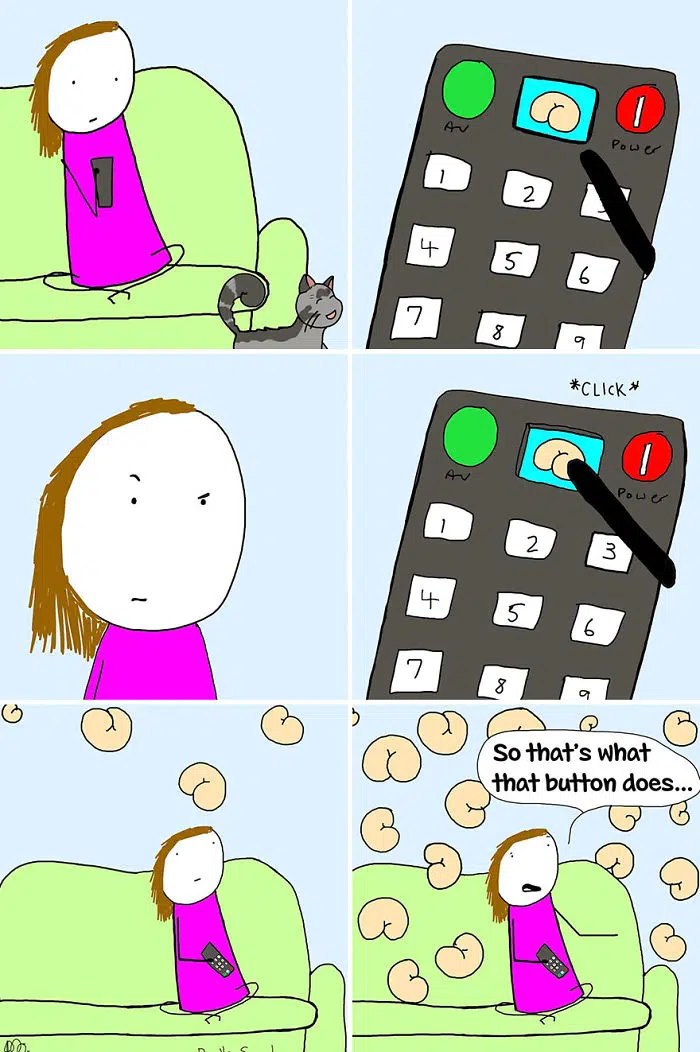 AV
Power
1 2 3
4 5 6
7 8 9
*CLICK*
AV
Power
1 2 3
4 5 6
7 8 9
So that's what
that button does...